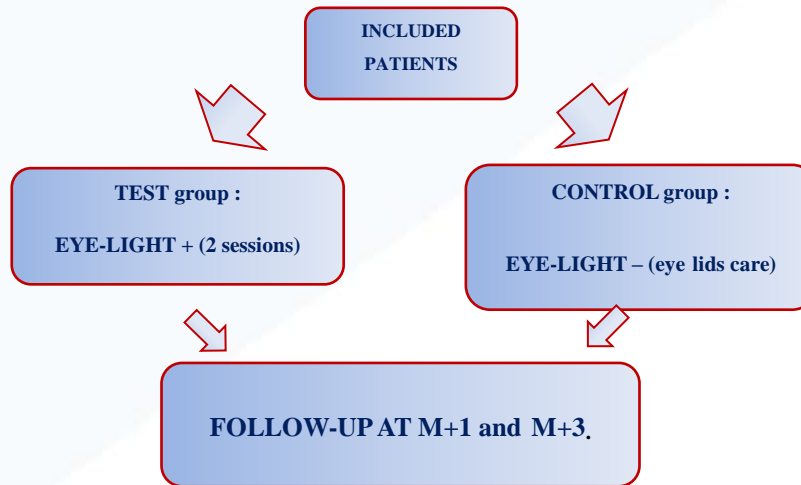 INCLUDED
PATIENTS
TEST group :
EYE-LIGHT + (2 sessions)
CONTROL group :
EYE-LIGHT – (eye lids care)
FOLLOW-UP AT M+1 and M+3.